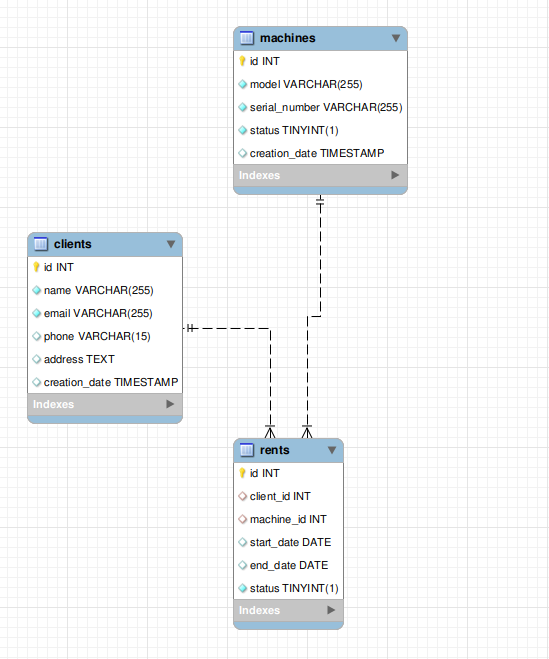 machines
id INT
model VARCHAR(255)
serial_number VARCHAR(255)
status TINYINT(1)
creation_date TIMESTAMP
Indexes
clients
id INT
name VARCHAR(255)
email VARCHAR(255)
phone VARCHAR(15)
address TEXT
creation_date TIMESTAMP
Indexes
rents
id INT
client_id INT
machine_id INT
start_date DATE
end_date DATE
status TINYINT(1)
Indexes